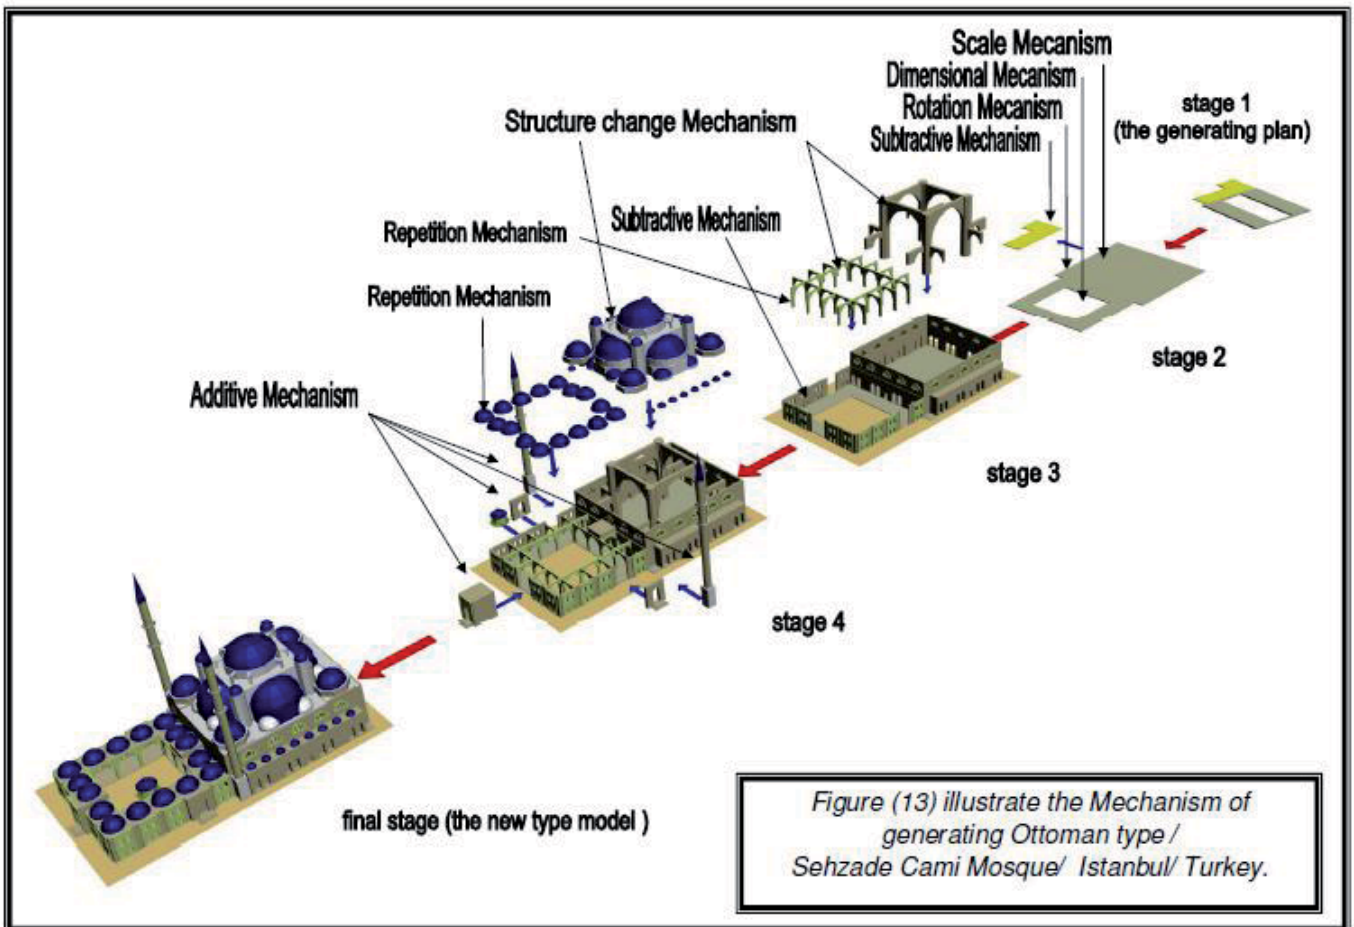 Scale Mecanism
Dimensional Mecanism
Rotation Mecanism
Subtractive Mechanism
stage 1
(the generating plan)
Structure change Mechanism
Subtractive Mechanism
Repetition Mechanism
Repetition Mechanism
Additive Mechanism
stage 2
stage 3
stage 4
final stage (the new type model )
Figure (13) illustrate the Mechanism of
generating Ottoman type /
Sehzade Cami Mosque/ Istanbul/ Turkey.